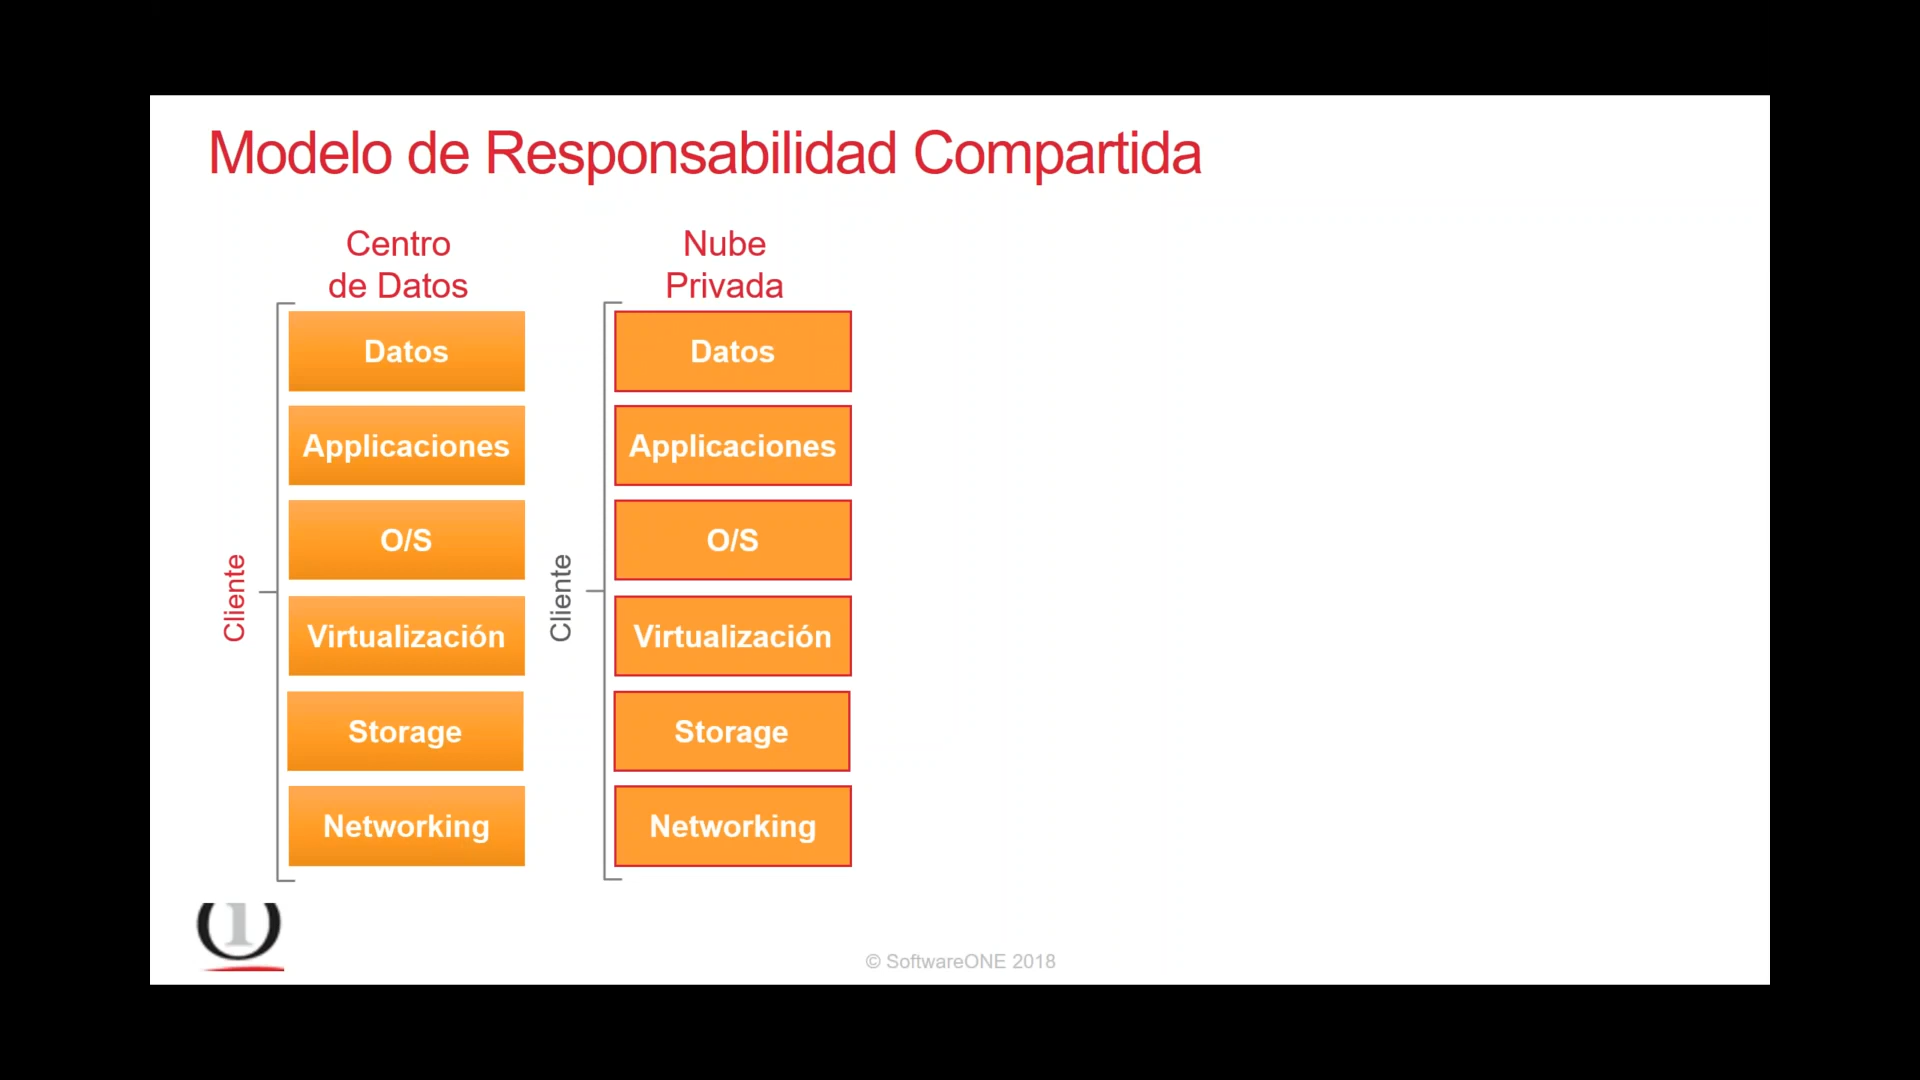 Modelo de Responsabilidad Compartida
Centro
de Datos
Cliente
Datos
Applicaciones
O/S
Virtualización
Storage
Networking
Nube
Privada
Cliente
Datos
Applicaciones
O/S
Virtualización
Storage
Networking
1
© SoftwareONE 2018